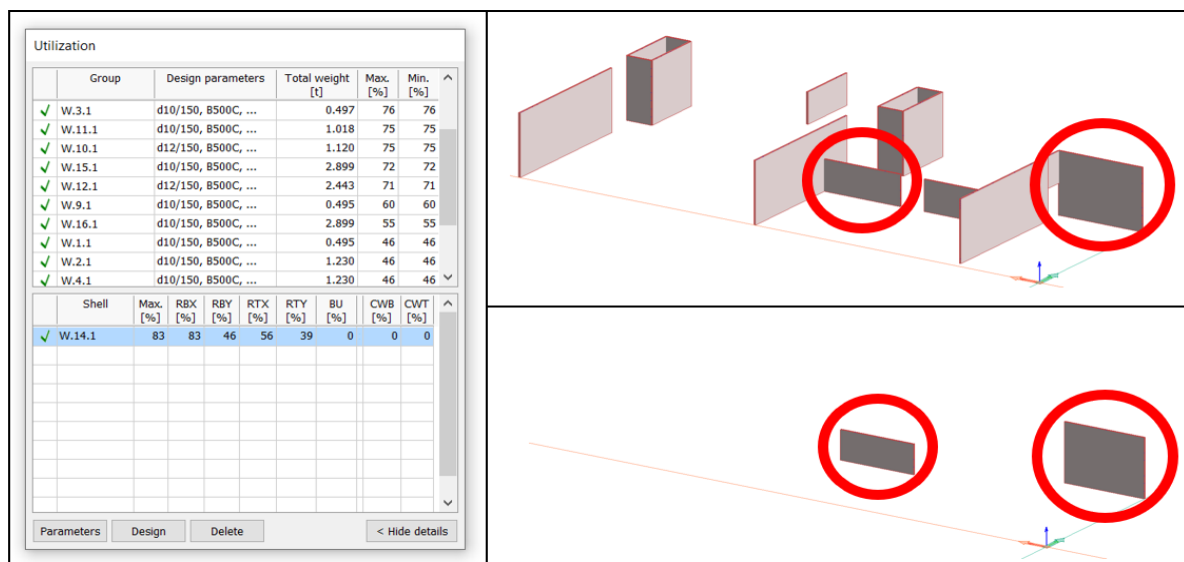 Utilization
Group Design parameters Total weight [t] Max. [%] Min. [%]
W.3.1 d10/150, B500C, ... 0.497 76 76
W.11.1 d10/150, B500C, ... 1.018 75 75
W.10.1 d12/150, B500C, ... 1.120 75 75
W.15.1 d10/150, B500C, ... 2.899 72 72
W.12.1 d12/150, B500C, ... 2.443 71 71
W.9.1 d10/150, B500C, ... 0.495 60 60
W.16.1 d10/150, B500C, ... 2.899 55 55
W.1.1 d10/150, B500C, ... 0.495 46 46
W.2.1 d10/150, B500C, ... 1.230 46 46
W.4.1 d10/150, B500C, ... 1.230 46 46
Shell Max. [%] RBX [%] RBY [%] RTX [%] RTY [%] BU [%] CWB [%] CWT [%]
W.14.1 83 83 46 56 39 0 0 0
Parameters Design Delete < Hide details